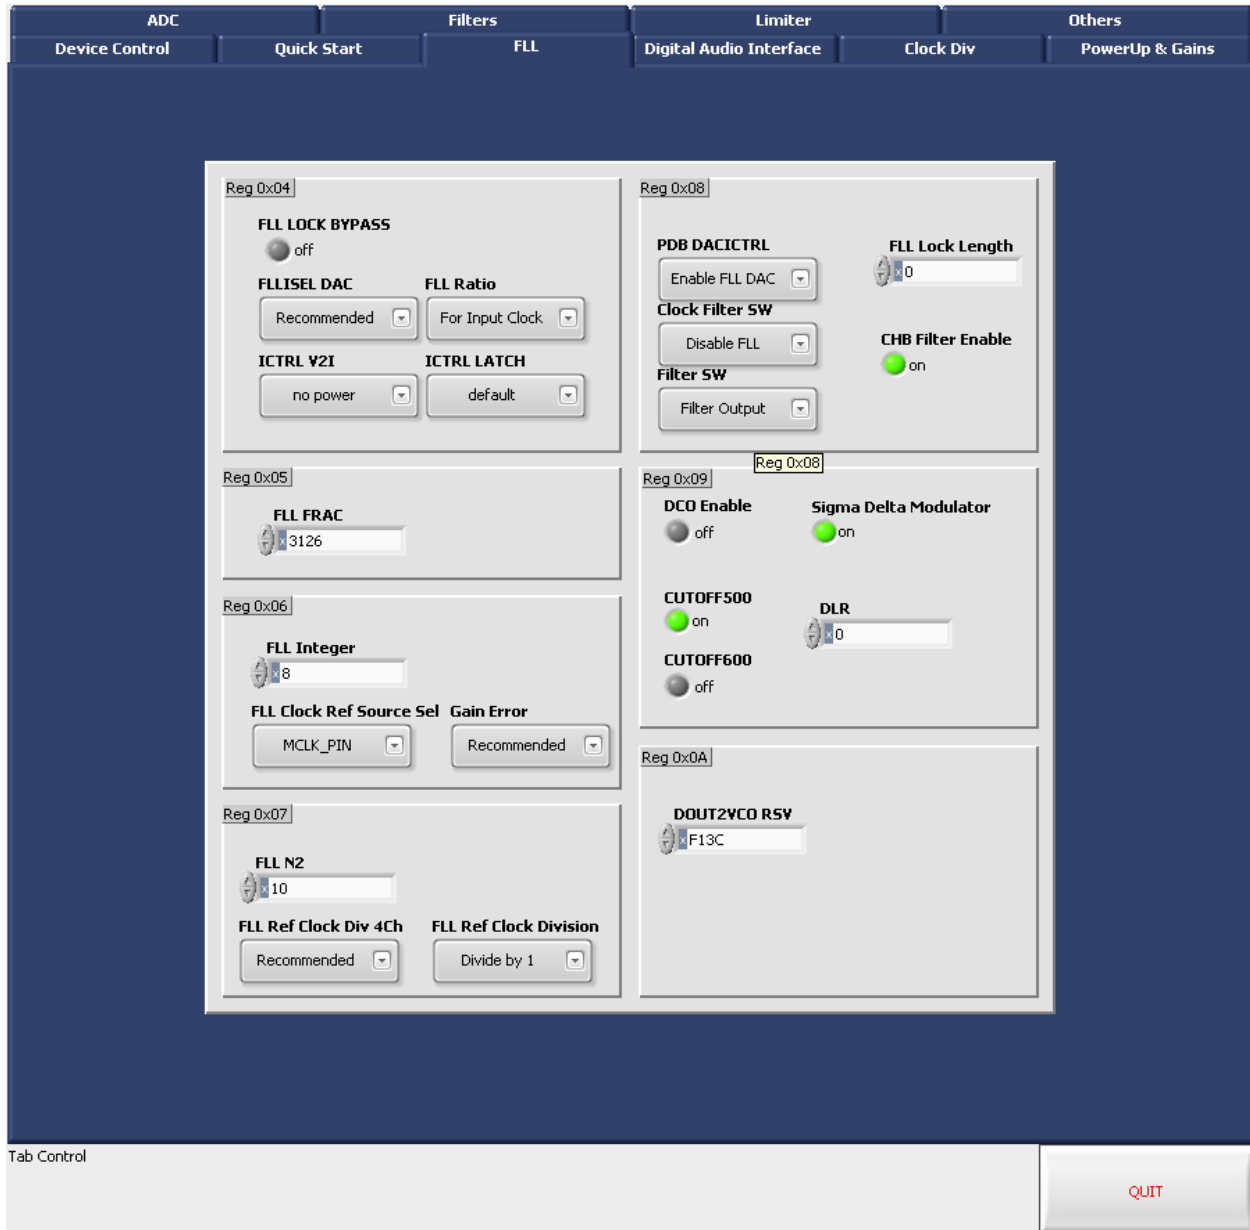 ADC Filters Limiter Others
Device Control Quick Start FLL Digital Audio Interface Clock Div PowerUp & Gains
Reg 0x04
FLL LOCK BYPASS
off
FLLISEL DAC FLL Ratio
Recommended For Input Clock
ICTRL V2I ICTRL LATCH
no power default
Reg 0x05
FLL FRAC
x3126
Reg 0x06
FLL Integer
x8
FLL Clock Ref Source Sel Gain Error
MCLK_PIN Recommended
Reg 0x07
FLL N2
x10
FLL Ref Clock Div 4Ch FLL Ref Clock Division
Recommended Divide by 1
Reg 0x08
PDB DACICTRL FLL Lock Length
Enable FLL DAC x0
Clock Filter SW
Disable FLL CHB Filter Enable
on
Filter SW
Filter Output
Reg 0x08
Reg 0x09
DCO Enable Sigma Delta Modulator
off on
CUTOFF500 DLR
on x0
CUTOFF600
off
Reg 0x0A
DOUT2VCO RSV
xF13C
Tab Control
QUIT